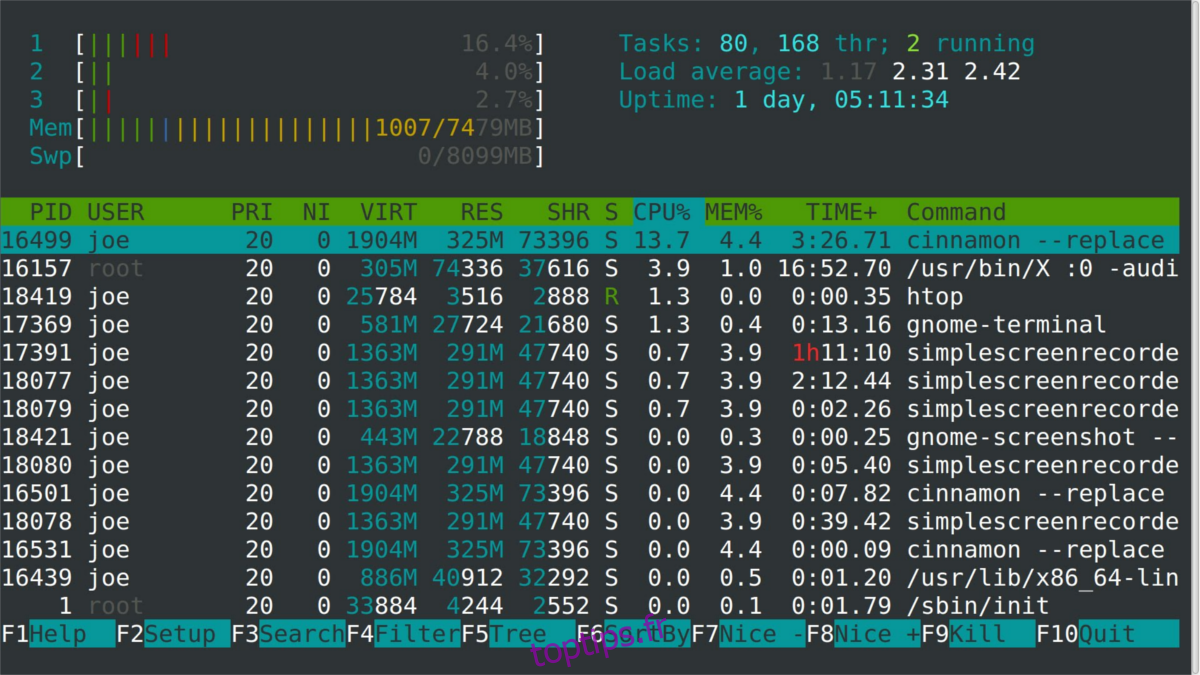 1 [|||||| 16.4%] Tasks: 80, 168 thr; 2 running
2 [|| 4.0%] Load average: 1.17 2.31 2.42
3 [|| 2.7%] Uptime: 1 day, 05:11:34
Mem[||||||||||||||||||||1007/7479MB]
Swp[ 0/8099MB]
PID USER PRI NI VIRT RES SHR S CPU% MEM% TIME+ Command
16499 joe 20 0 1904M 325M 73396 S 13.7 4.4 3:26.71 cinnamon --replace
16157 root 20 0 305M 74336 37616 S 3.9 1.0 16:52.70 /usr/bin/X :0 -audi
18419 joe 20 0 25784 3516 2888 R 1.3 0.0 0:00.35 htop
17369 joe 20 0 581M 27724 21680 S 1.3 0.4 0:13.16 gnome-terminal
17391 joe 20 0 1363M 291M 47740 S 0.7 3.9 1h11:10 simplescreenrecorde
18077 joe 20 0 1363M 291M 47740 S 0.7 3.9 2:12.44 simplescreenrecorde
18079 joe 20 0 1363M 291M 47740 S 0.7 3.9 0:02.26 simplescreenrecorde
18421 joe 20 0 443M 22788 18848 S 0.0 0.3 0:00.25 gnome-screenshot --
18080 joe 20 0 1363M 291M 47740 S 0.0 3.9 0:05.40 simplescreenrecorde
16501 joe 20 0 1904M 325M 73396 S 0.0 4.4 0:07.82 cinnamon --replace
18078 joe 20 0 1363M 291M 47740 S 0.0 3.9 0:39.42 simplescreenrecorde
16531 joe 20 0 1904M 325M 73396 S 0.0 4.4 0:00.09 cinnamon --replace
16439 joe 20 0 886M 40912 32292 S 0.0 0.5 0:01.20 /usr/lib/x86_64-lin
1 root 20 0 33884 4244 2552 S 0.0 0.1 0:01.79 /sbin/init
F1Help F2Setup F3SearchF4FilterF5Tree F6SortByF7Nice -F8Nice +F9Kill F10Quit
toptips.fr